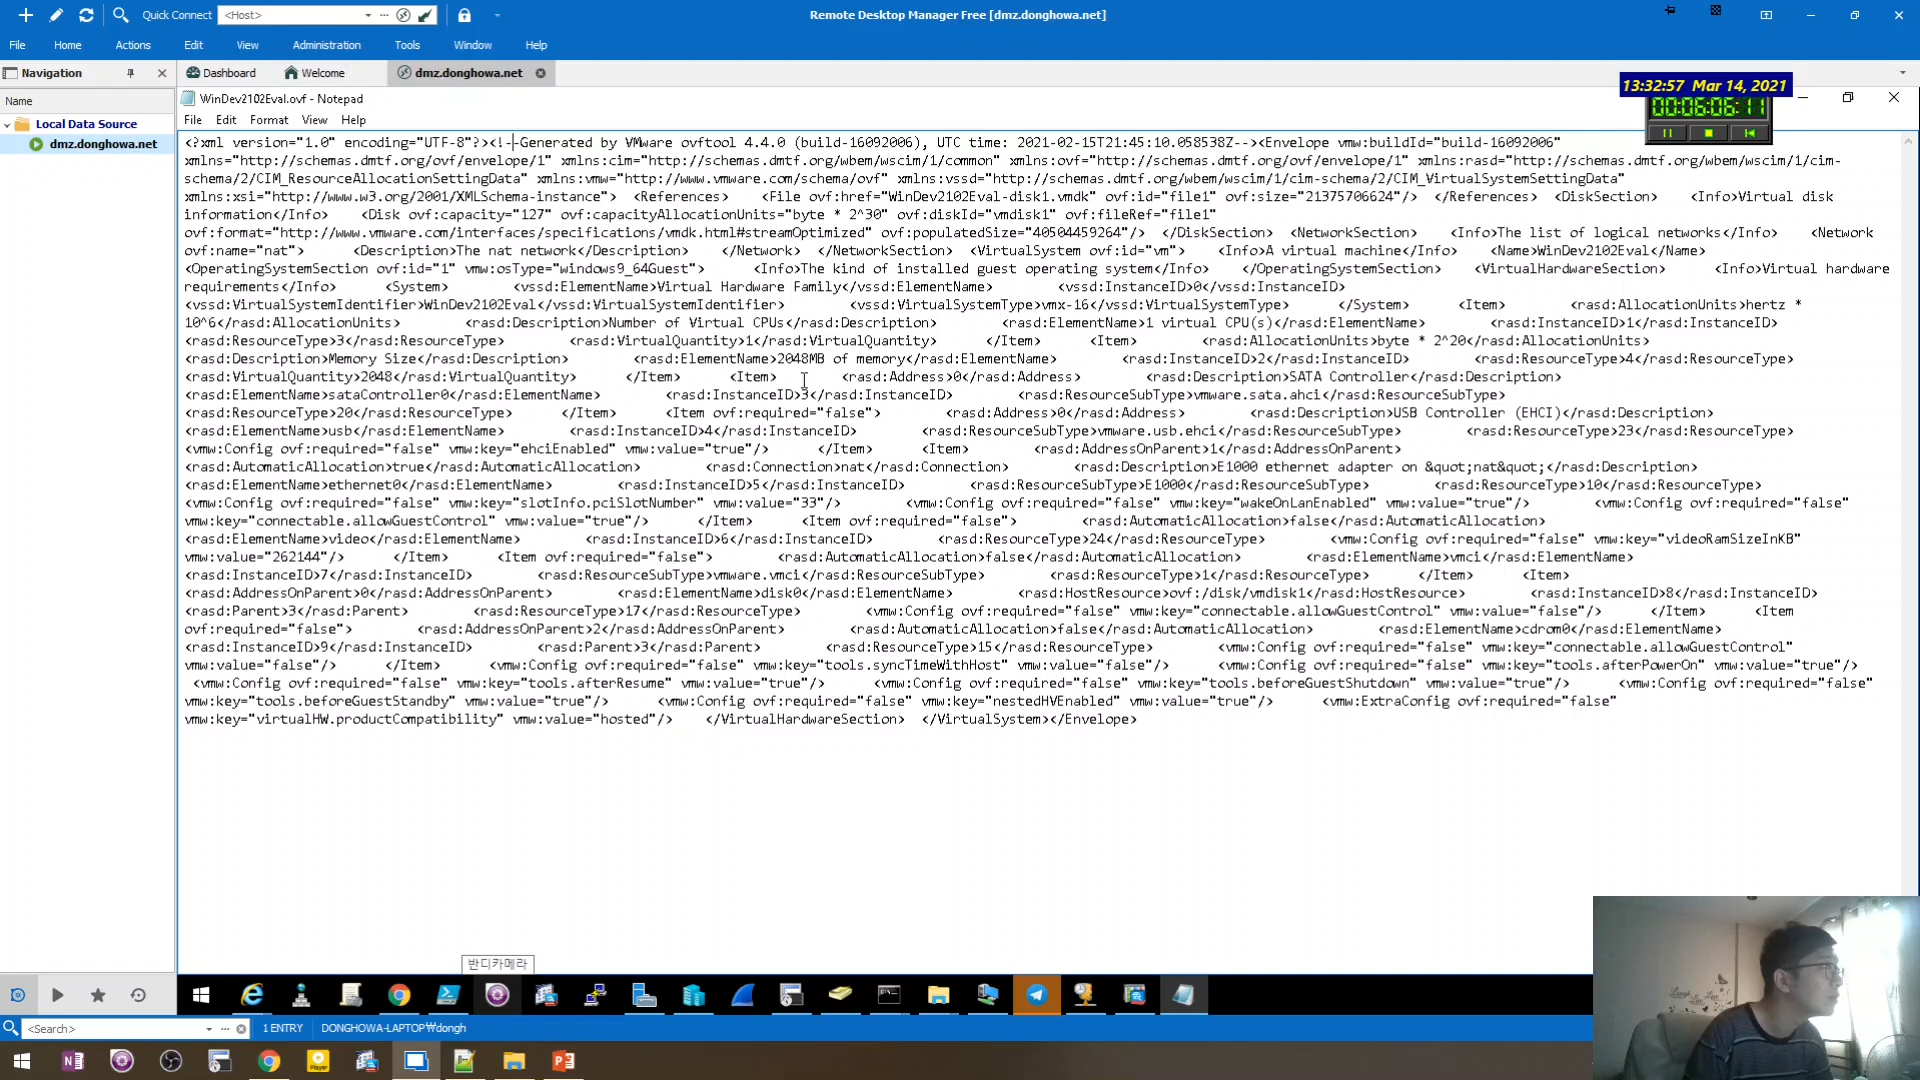 Quick Connect <Host>
Remote Desktop Manager Free [dmz.donghowa.net]
File Home Actions Edit View Administration Tools Window Help
Navigation
Dashboard Welcome dmz.donghowa.net
Name
Local Data Source
dmz.donghowa.net
WinDev2102Eval.ovf - Notepad
13:32:57 Mar 14, 2021
00:06:06:11
File Edit Format View Help
<?xml version="1.0" encoding="UTF-8"?><!--Generated by VMware ovftool 4.4.0 (build-16092006), UTC time: 2021-02-15T21:45:10.058538Z--><Envelope vmw:buildId="build-16092006"
xmlns="http://schemas.dmtf.org/ovf/envelope/1" xmlns:cim="http://schemas.dmtf.org/wbem/wscim/1/common" xmlns:ovf="http://schemas.dmtf.org/ovf/envelope/1" xmlns:rasd="http://schemas.dmtf.org/wbem/wscim/1/cim-
schema/2/CIM_ResourceAllocationSettingData" xmlns:vmw="http://www.vmware.com/schema/ovf" xmlns:vssd="http://schemas.dmtf.org/wbem/wscim/1/cim-schema/2/CIM_VirtualSystemSettingData"
xmlns:xsi="http://www.w3.org/2001/XMLSchema-instance"> <References> <File ovf:href="WinDev2102Eval-disk1.vmdk" ovf:id="file1" ovf:size="21375706624"/> </References> <DiskSection> <Info>Virtual disk
information</Info> <Disk ovf:capacity="127" ovf:capacityAllocationUnits="byte * 2^30" ovf:diskId="vmdisk1" ovf:fileRef="file1"
ovf:format="http://www.vmware.com/interfaces/specifications/vmdk.html#streamOptimized" ovf:populatedSize="40504459264"/> </DiskSection> <NetworkSection> <Info>The list of logical networks</Info> <Network
ovf:name="nat"> <Description>The nat network</Description> </Network> </NetworkSection> <VirtualSystem ovf:id="vm"> <Info>A virtual machine</Info> <Name>WinDev2102Eval</Name>
<OperatingSystemSection ovf:id="1" vmw:osType="windows9_64Guest"> <Info>The kind of installed guest operating system</Info> </OperatingSystemSection> <VirtualHardwareSection> <Info>Virtual hardware
requirements</Info> <System> <vssd:ElementName>Virtual Hardware Family</vssd:ElementName> <vssd:InstanceID>0</vssd:InstanceID>
<vssd:VirtualSystemIdentifier>WinDev2102Eval</vssd:VirtualSystemIdentifier> <vssd:VirtualSystemType>vmx-16</vssd:VirtualSystemType> </System> <Item> <rasd:AllocationUnits>hertz *
10^6</rasd:AllocationUnits> <rasd:Description>Number of Virtual CPUs</rasd:Description> <rasd:ElementName>1 virtual CPU(s)</rasd:ElementName> <rasd:InstanceID>1</rasd:InstanceID>
<rasd:ResourceType>3</rasd:ResourceType> <rasd:VirtualQuantity>1</rasd:VirtualQuantity> </Item> <Item> <rasd:AllocationUnits>byte * 2^20</rasd:AllocationUnits>
<rasd:Description>Memory Size</rasd:Description> <rasd:ElementName>2048MB of memory</rasd:ElementName> <rasd:InstanceID>2</rasd:InstanceID> <rasd:ResourceType>4</rasd:ResourceType>
<rasd:VirtualQuantity>2048</rasd:VirtualQuantity> </Item> <Item> <rasd:Address>0</rasd:Address> <rasd:Description>SATA Controller</rasd:Description>
<rasd:ElementName>sataController0</rasd:ElementName> <rasd:InstanceID>3</rasd:InstanceID> <rasd:ResourceSubType>vmware.sata.ahci</rasd:ResourceSubType>
<rasd:ResourceType>20</rasd:ResourceType> </Item> <Item ovf:required="false"> <rasd:Address>0</rasd:Address> <rasd:Description>USB Controller (EHCI)</rasd:Description>
<rasd:ElementName>usb</rasd:ElementName> <rasd:InstanceID>4</rasd:InstanceID> <rasd:ResourceSubType>vmware.usb.ehci</rasd:ResourceSubType> <rasd:ResourceType>23</rasd:ResourceType>
<vmw:Config ovf:required="false" vmw:key="ehciEnabled" vmw:value="true"/> </Item> <Item> <rasd:AddressOnParent>1</rasd:AddressOnParent>
<rasd:AutomaticAllocation>true</rasd:AutomaticAllocation> <rasd:Connection>nat</rasd:Connection> <rasd:Description>E1000 ethernet adapter on &quot;nat&quot;</rasd:Description>
<rasd:ElementName>ethernet0</rasd:ElementName> <rasd:InstanceID>5</rasd:InstanceID> <rasd:ResourceSubType>E1000</rasd:ResourceSubType> <rasd:ResourceType>10</rasd:ResourceType>
<vmw:Config ovf:required="false" vmw:key="slotInfo.pciSlotNumber" vmw:value="33"/> <vmw:Config ovf:required="false" vmw:key="wakeOnLanEnabled" vmw:value="true"/> <vmw:Config ovf:required="false"
vmw:key="connectable.allowGuestControl" vmw:value="true"/> </Item> <Item ovf:required="false"> <rasd:AutomaticAllocation>false</rasd:AutomaticAllocation>
<rasd:ElementName>video</rasd:ElementName> <rasd:InstanceID>6</rasd:InstanceID> <rasd:ResourceType>24</rasd:ResourceType> <vmw:Config ovf:required="false" vmw:key="videoRamSizeInKB"
vmw:value="262144"/> </Item> <Item ovf:required="false"> <rasd:AutomaticAllocation>false</rasd:AutomaticAllocation> <rasd:ElementName>vmci</rasd:ElementName>
<rasd:InstanceID>7</rasd:InstanceID> <rasd:ResourceSubType>vmware.vmci</rasd:ResourceSubType> <rasd:ResourceType>1</rasd:ResourceType> </Item> <Item>
<rasd:AddressOnParent>0</rasd:AddressOnParent> <rasd:ElementName>disk0</rasd:ElementName> <rasd:HostResource>ovf:/disk/vmdisk1</rasd:HostResource> <rasd:InstanceID>8</rasd:InstanceID>
<rasd:Parent>3</rasd:Parent> <rasd:ResourceType>17</rasd:ResourceType> <vmw:Config ovf:required="false" vmw:key="connectable.allowGuestControl" vmw:value="false"/> </Item> <Item
ovf:required="false"> <rasd:AddressOnParent>2</rasd:AddressOnParent> <rasd:AutomaticAllocation>false</rasd:AutomaticAllocation> <rasd:ElementName>cdrom0</rasd:ElementName>
<rasd:InstanceID>9</rasd:InstanceID> <rasd:Parent>3</rasd:Parent> <rasd:ResourceType>15</rasd:ResourceType> <vmw:Config ovf:required="false" vmw:key="connectable.allowGuestControl"
vmw:value="false"/> </Item> <vmw:Config ovf:required="false" vmw:key="tools.syncTimeWithHost" vmw:value="false"/> <vmw:Config ovf:required="false" vmw:key="tools.afterPowerOn" vmw:value="true"/>
<vmw:Config ovf:required="false" vmw:key="tools.afterResume" vmw:value="true"/> <vmw:Config ovf:required="false" vmw:key="tools.beforeGuestShutdown" vmw:value="true"/> <vmw:Config ovf:required="false"
vmw:key="tools.beforeGuestStandby" vmw:value="true"/> <vmw:Config ovf:required="false" vmw:key="nestedHVEnabled" vmw:value="true"/> <vmw:ExtraConfig ovf:required="false"
vmw:key="virtualHW.productCompatibility" vmw:value="hosted"/> </VirtualHardwareSection> </VirtualSystem></Envelope>
반디카메라
<Search>
1 ENTRY DONGHOWA-LAPTOP₩dongh